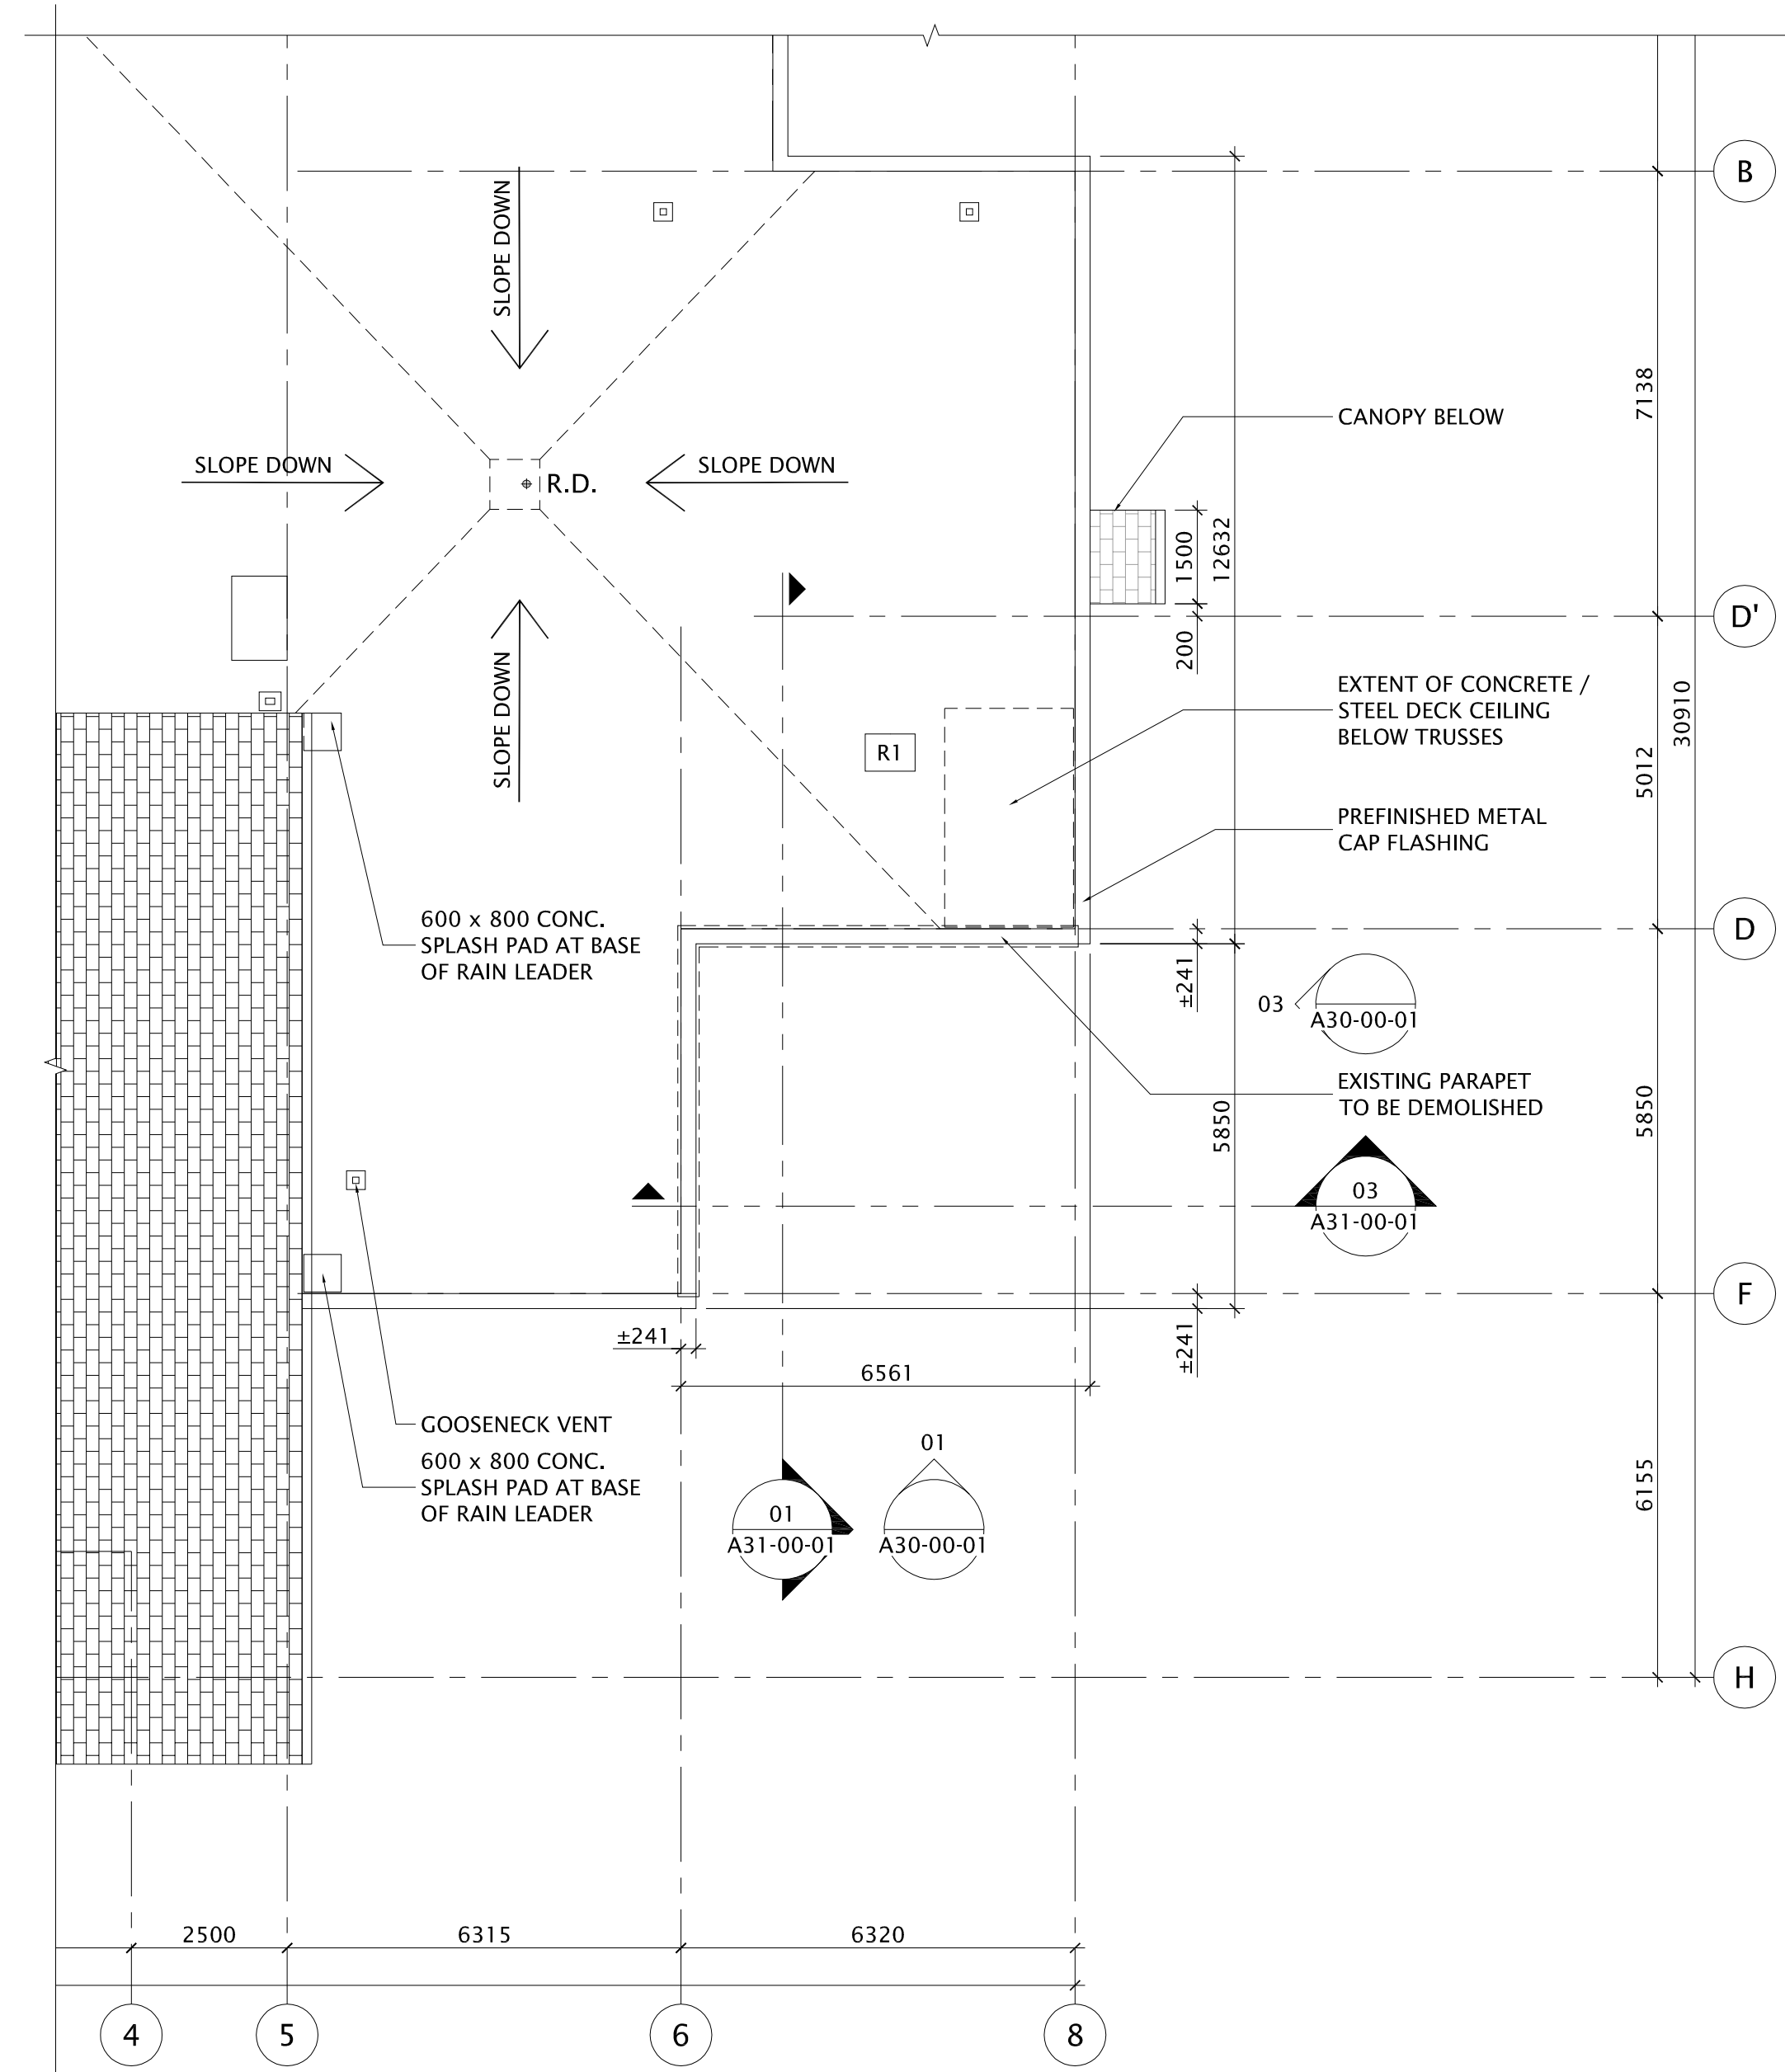 B
SLOPE DOWN
7138
CANOPY BELOW
SLOPE DOWN
SLOPE DOWN
R.D.
1500
12632
D'
200
SLOPE DOWN
EXTENT OF CONCRETE /
STEEL DECK CEILING
BELOW TRUSSES
30910
R1
5012
PREFINISHED METAL
CAP FLASHING
600 x 800 CONC.
SPLASH PAD AT BASE
OF RAIN LEADER
D
±241
03
A30-00-01
EXISTING PARAPET
TO BE DEMOLISHED
5850
5850
03
A31-00-01
F
±241
±241
6561
GOOSENECK VENT
600 x 800 CONC.
SPLASH PAD AT BASE
OF RAIN LEADER
01
01
A31-00-01
A30-00-01
6155
H
2500
6315
6320
4
5
6
8